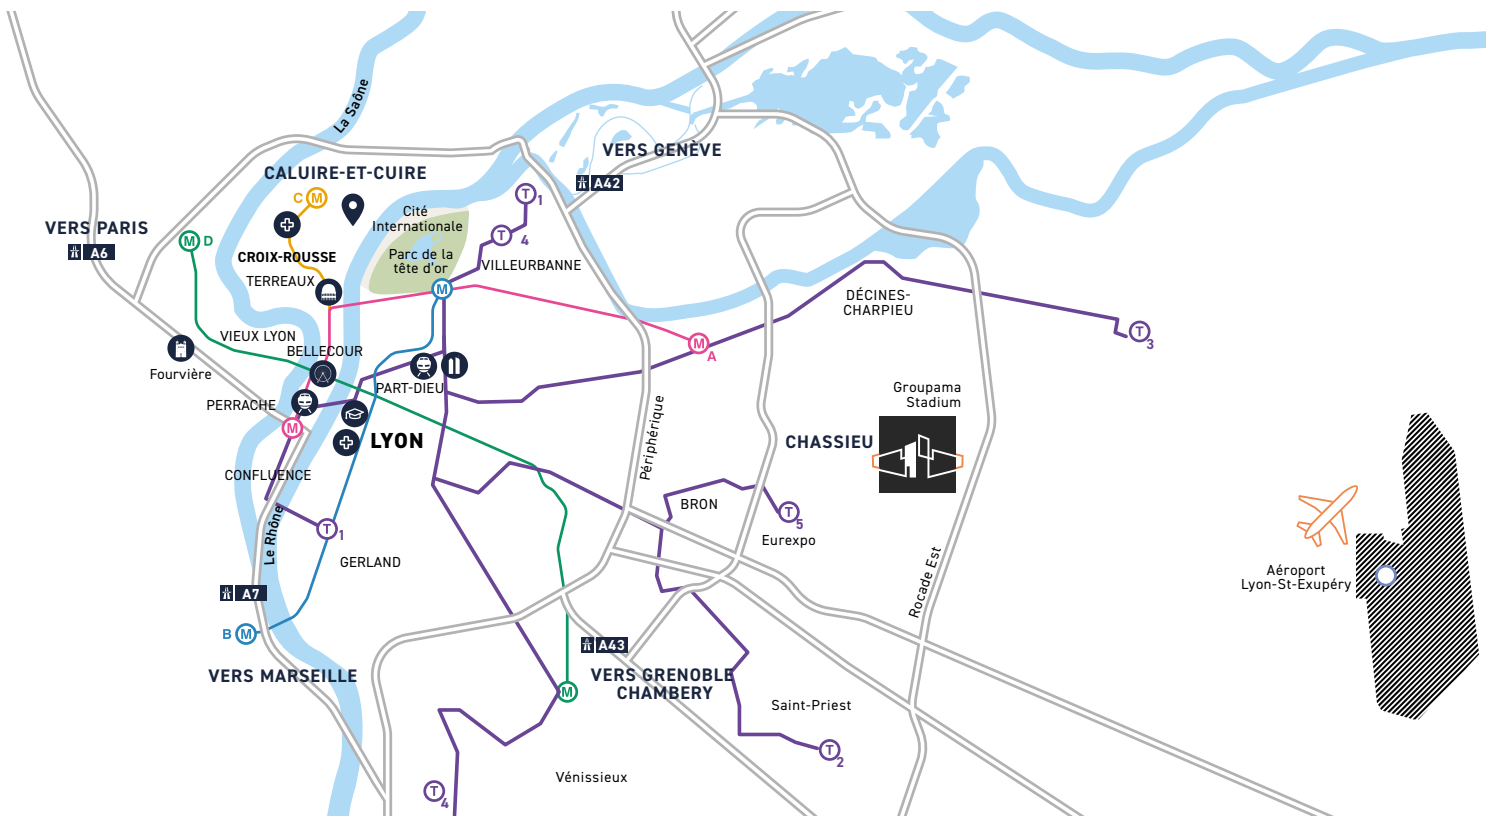 La Saône
VERS GENÈVE
A42
CALUIRE-ET-CUIRE
C M
T 1
Cité
Internationale
T 4
VERS PARIS
A6
M D
CROIX-ROUSSE
Parc de la
tête d'or
VILLEURBANNE
TERREAUX
M
DÉCINES-
CHARPIEU
T 3
VIEUX LYON
BELLECOUR
M A
Fourvière
PART-DIEU
Groupama
Stadium
PERRACHE
M
LYON
Périphérique
CHASSIEU
CONFLUENCE
BRON
T 5
Eurexpo
Le Rhône
T 1
GERLAND
Rocade Est
Aéroport
Lyon-St-Exupéry
A7
B M
A43
VERS MARSEILLE
VERS GRENOBLE
CHAMBERY
M
Saint-Priest
T 2
Vénissieux
T 4